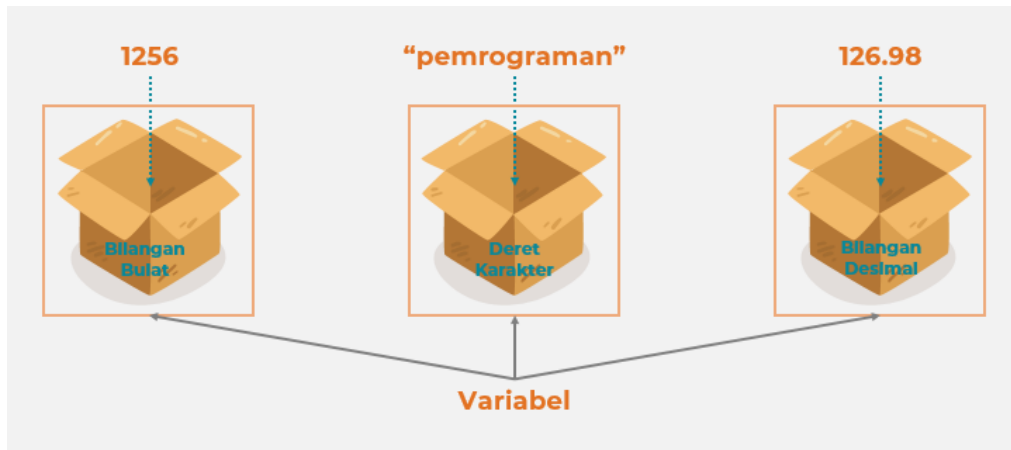 1256
“pemrograman”
126.98
Bilangan
Bulat
Deret
Karakter
Bilangan
Desimal
Variabel